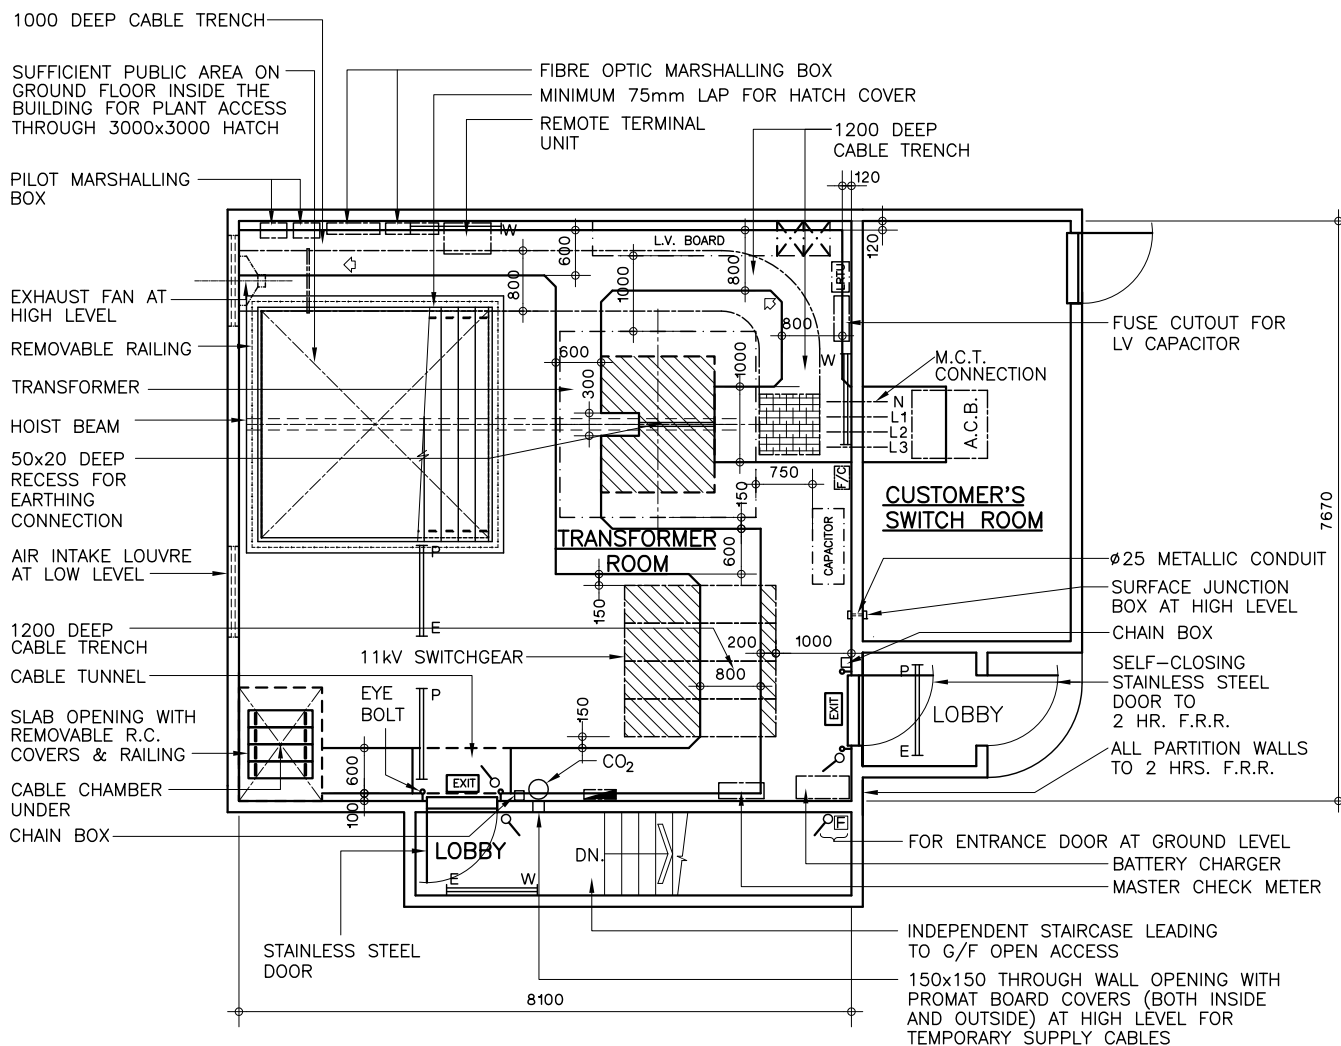 1000 DEEP CABLE TRENCH
SUFFICIENT PUBLIC AREA ON
GROUND FLOOR INSIDE THE
BUILDING FOR PLANT ACCESS
THROUGH 3000x3000 HATCH
PILOT MARSHALLING
BOX
EXHAUST FAN AT
HIGH LEVEL
REMOVABLE RAILING
TRANSFORMER
HOIST BEAM
50x20 DEEP
RECESS FOR
EARTHING
CONNECTION
AIR INTAKE LOUVRE
AT LOW LEVEL
1200 DEEP
CABLE TRENCH
CABLE TUNNEL
SLAB OPENING WITH
REMOVABLE R.C.
COVERS & RAILING
CABLE CHAMBER
UNDER
CHAIN BOX
STAINLESS STEEL
DOOR
FIBRE OPTIC MARSHALLING BOX
MINIMUM 75mm LAP FOR HATCH COVER
REMOTE TERMINAL
UNIT
1200 DEEP
CABLE TRENCH
120
120
W
L.V. BOARD
600
800
1000
800
LRTU
800
W
600
300
1000
M.C.T.
CONNECTION
N
L1
L2
L3
A.C.B.
F/C
750
150
CAPACITOR
600
TRANSFORMER
ROOM
CUSTOMER'S
SWITCH ROOM
150
P
E
P
11kV SWITCHGEAR
200
1000
800
150
EYE
BOLT
600
100
EXIT
CO2
EXIT
P
E
LOBBY
LOBBY
E
W
DN.
F
8100
7670
FUSE CUTOUT FOR
LV CAPACITOR
ø25 METALLIC CONDUIT
SURFACE JUNCTION
BOX AT HIGH LEVEL
CHAIN BOX
SELF-CLOSING
STAINLESS STEEL
DOOR TO
2 HR. F.R.R.
ALL PARTITION WALLS
TO 2 HRS. F.R.R.
FOR ENTRANCE DOOR AT GROUND LEVEL
BATTERY CHARGER
MASTER CHECK METER
INDEPENDENT STAIRCASE LEADING
TO G/F OPEN ACCESS
150x150 THROUGH WALL OPENING WITH
PROMAT BOARD COVERS (BOTH INSIDE
AND OUTSIDE) AT HIGH LEVEL FOR
TEMPORARY SUPPLY CABLES